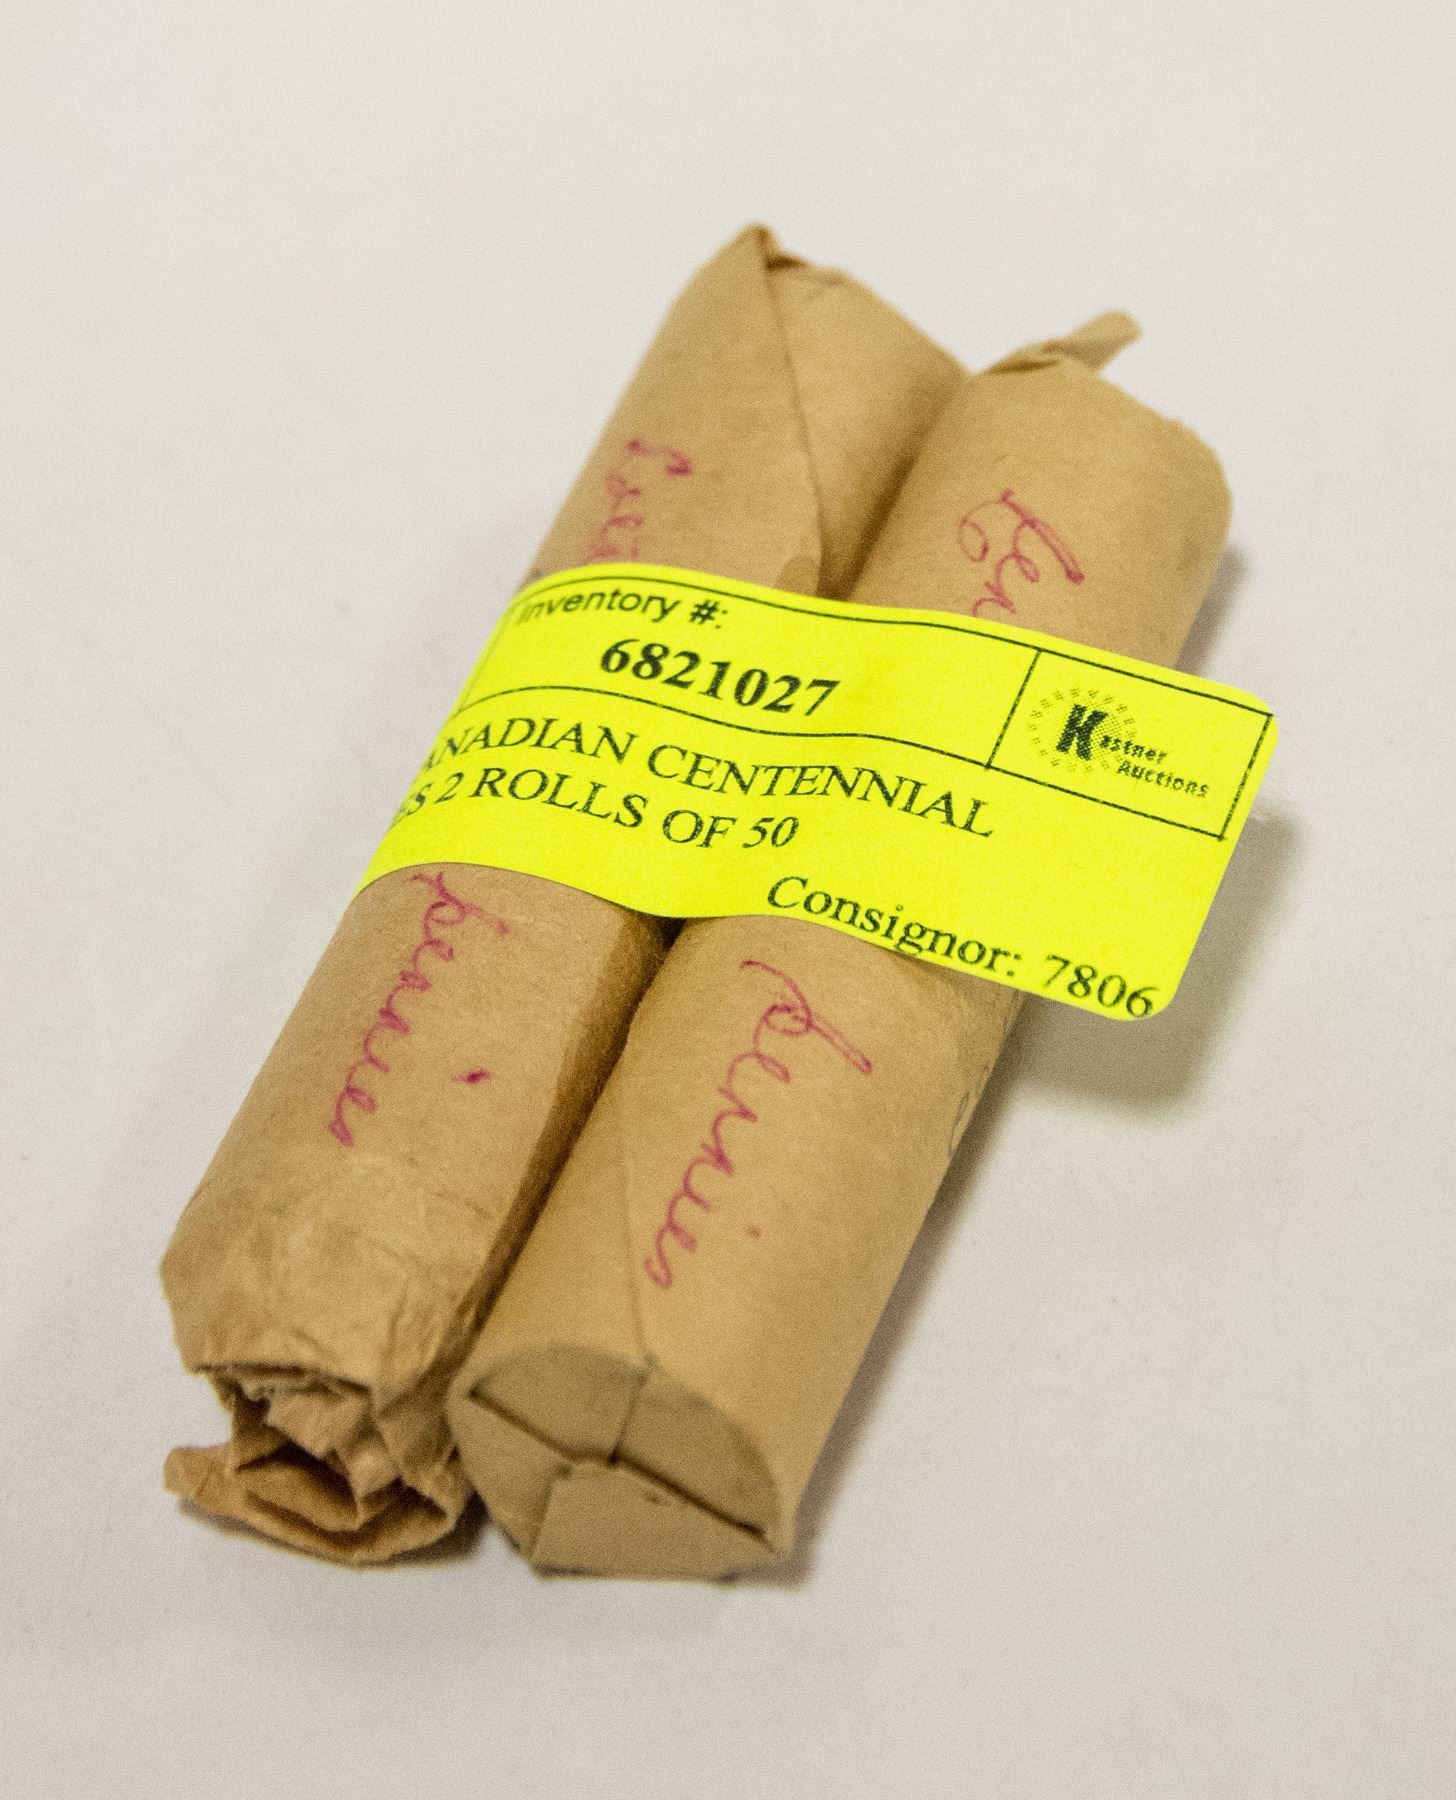 Inventory #:
6821027
Kastner
Auctions
ANADIAN CENTENNIAL
ES 2 ROLLS OF 50
Consignor: 7806
pennies
pennies